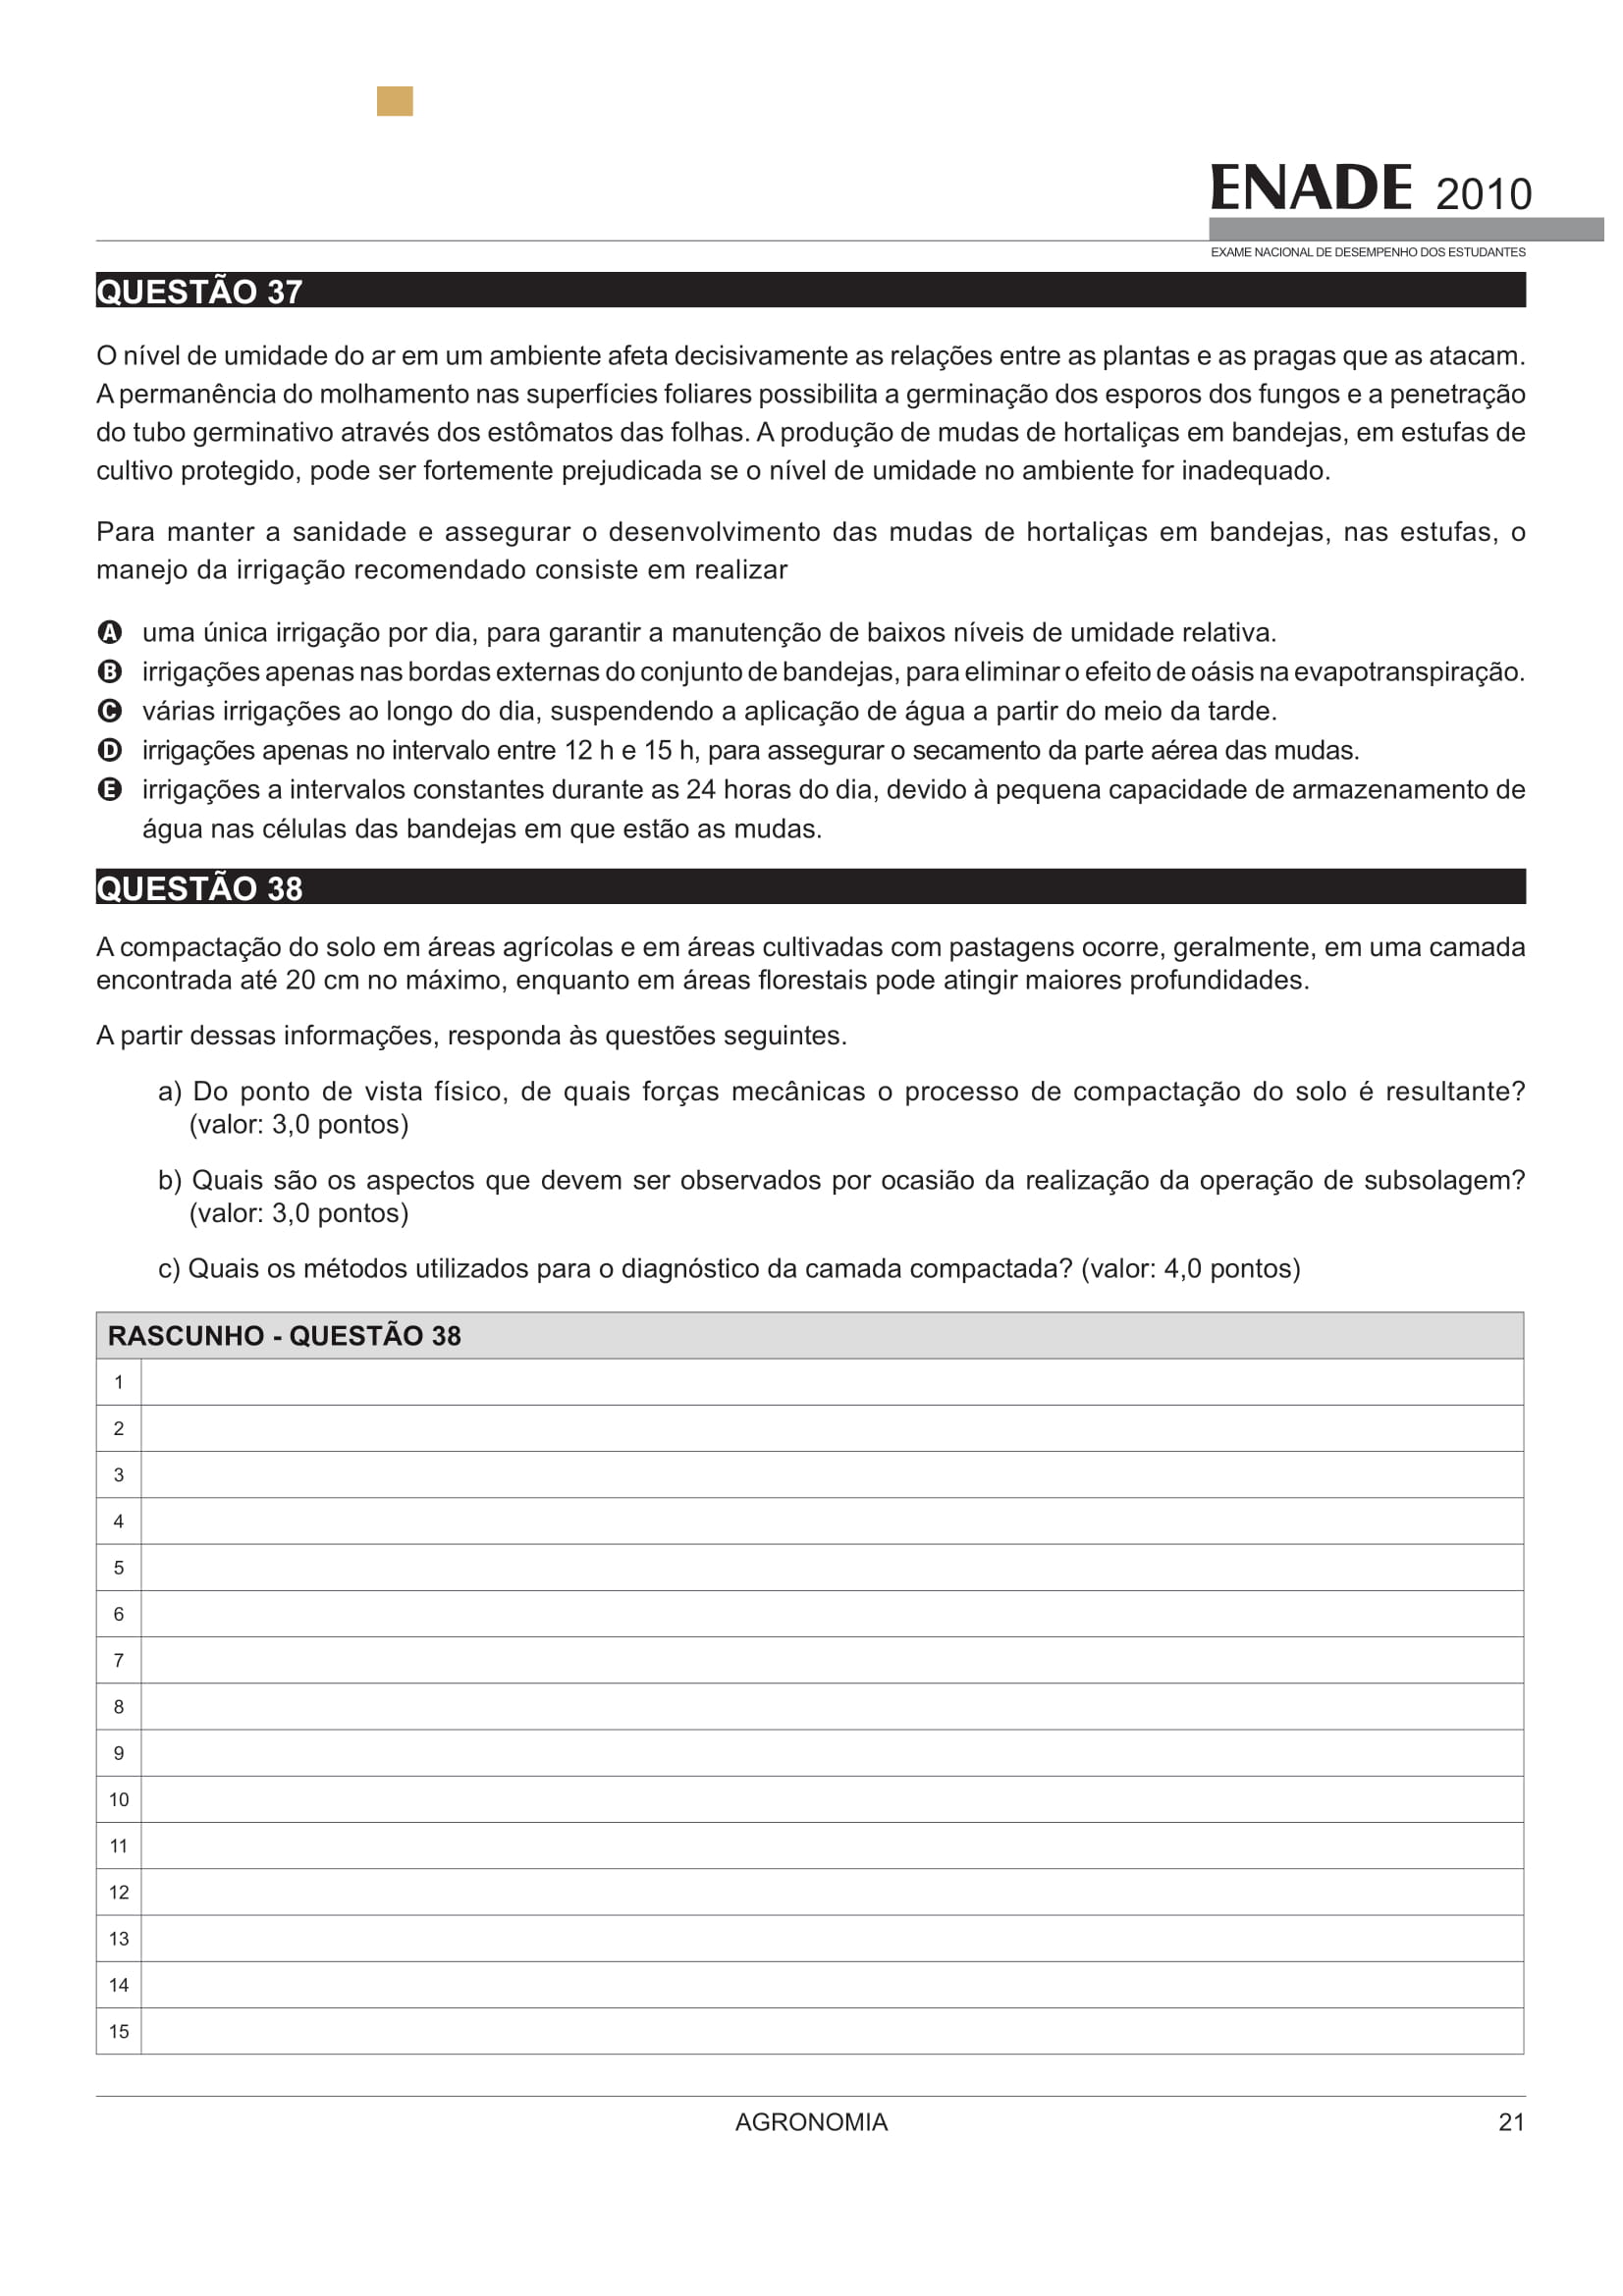 ENADE 2010
EXAME NACIONAL DE DESEMPENHO DOS ESTUDANTES
QUESTÃO 37
O nível de umidade do ar em um ambiente afeta decisivamente as relações entre as plantas e as pragas que as atacam.
A permanência do molhamento nas superfícies foliares possibilita a germinação dos esporos dos fungos e a penetração
do tubo germinativo através dos estômatos das folhas. A produção de mudas de hortaliças em bandejas, em estufas de
cultivo protegido, pode ser fortemente prejudicada se o nível de umidade no ambiente for inadequado.
Para manter a sanidade e assegurar o desenvolvimento das mudas de hortaliças em bandejas, nas estufas, o
manejo da irrigação recomendado consiste em realizar
A uma única irrigação por dia, para garantir a manutenção de baixos níveis de umidade relativa.
B irrigações apenas nas bordas externas do conjunto de bandejas, para eliminar o efeito de oásis na evapotranspiração.
C várias irrigações ao longo do dia, suspendendo a aplicação de água a partir do meio da tarde.
D irrigações apenas no intervalo entre 12 h e 15 h, para assegurar o secamento da parte aérea das mudas.
E irrigações a intervalos constantes durante as 24 horas do dia, devido à pequena capacidade de armazenamento de
água nas células das bandejas em que estão as mudas.
QUESTÃO 38
A compactação do solo em áreas agrícolas e em áreas cultivadas com pastagens ocorre, geralmente, em uma camada
encontrada até 20 cm no máximo, enquanto em áreas florestais pode atingir maiores profundidades.
A partir dessas informações, responda às questões seguintes.
a) Do ponto de vista físico, de quais forças mecânicas o processo de compactação do solo é resultante?
(valor: 3,0 pontos)
b) Quais são os aspectos que devem ser observados por ocasião da realização da operação de subsolagem?
(valor: 3,0 pontos)
c) Quais os métodos utilizados para o diagnóstico da camada compactada? (valor: 4,0 pontos)
RASCUNHO - QUESTÃO 38
1
2
3
4
5
6
7
8
9
10
11
12
13
14
15
AGRONOMIA 21